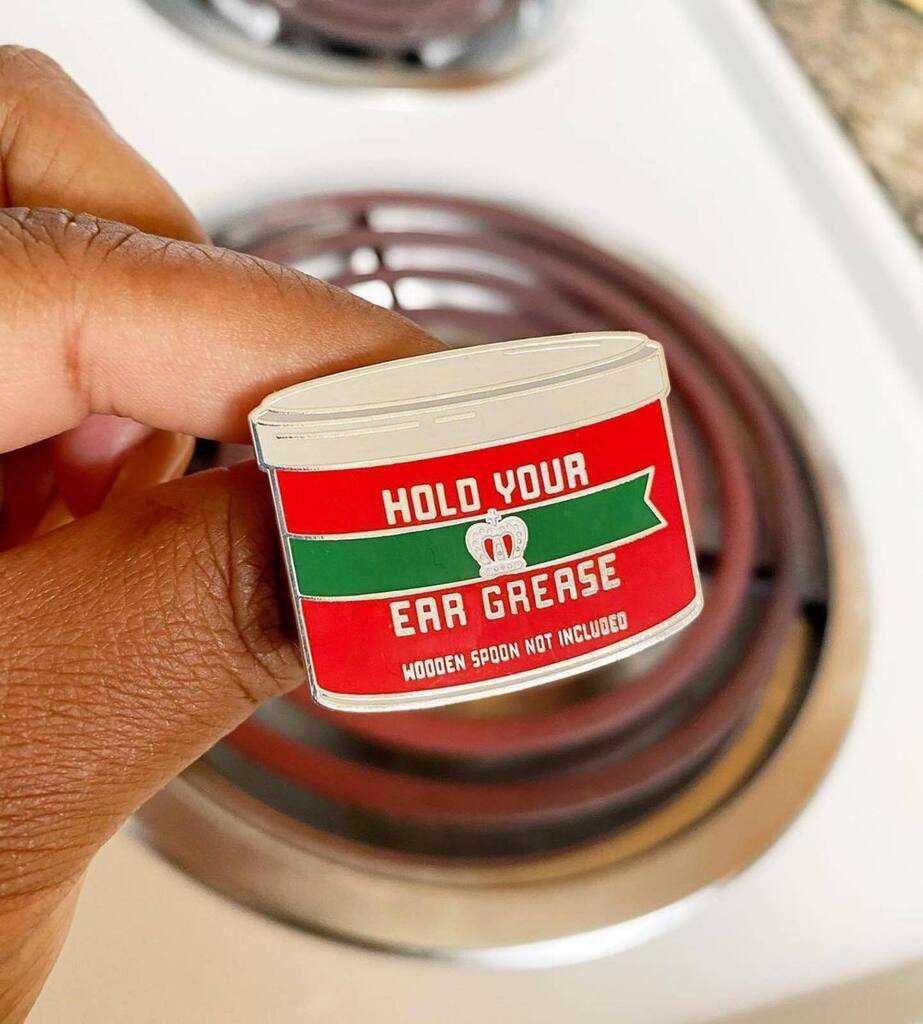 HOLD YOUR
EAR GREASE
WOODEN SPOON NOT INCLUDED